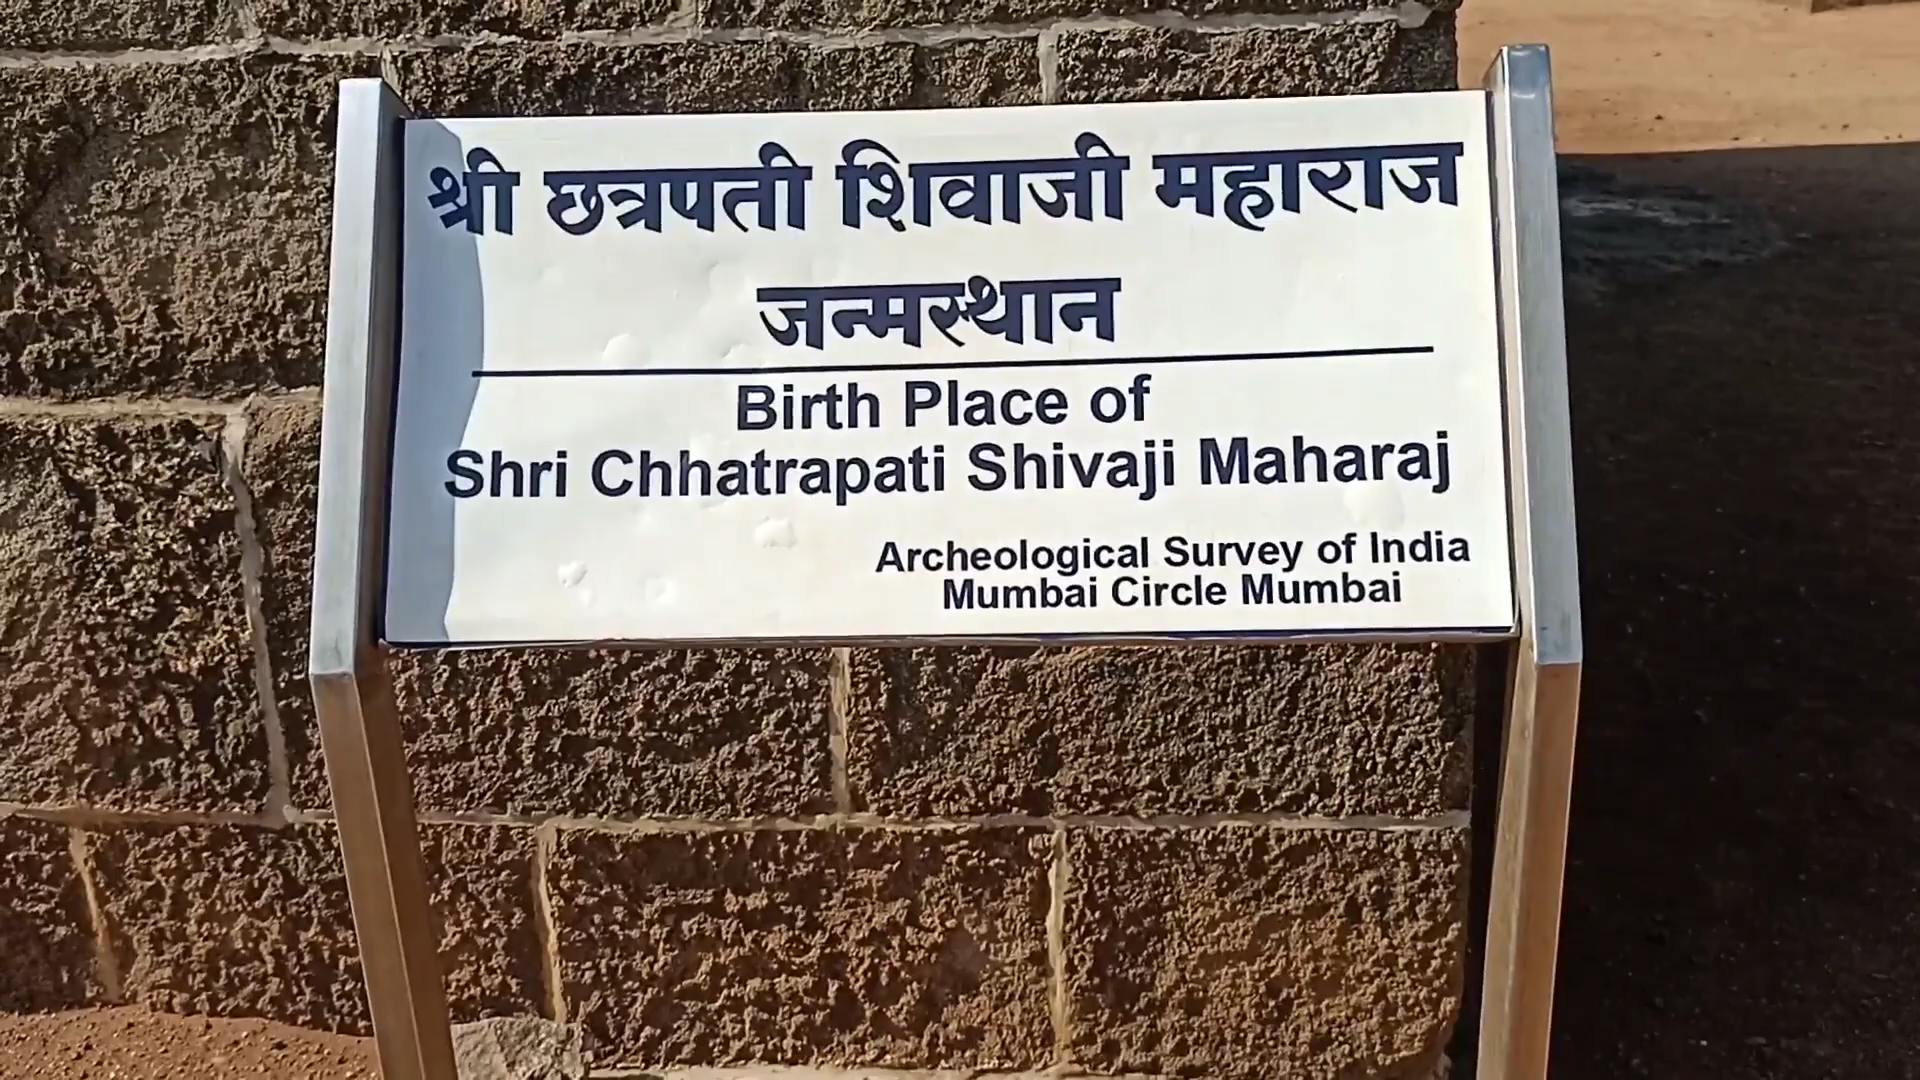 श्री छत्रपती शिवाजी महाराज
जन्मस्थान
Birth Place of
Shri Chhatrapati Shivaji Maharaj
Archeological Survey of India
Mumbai Circle Mumbai